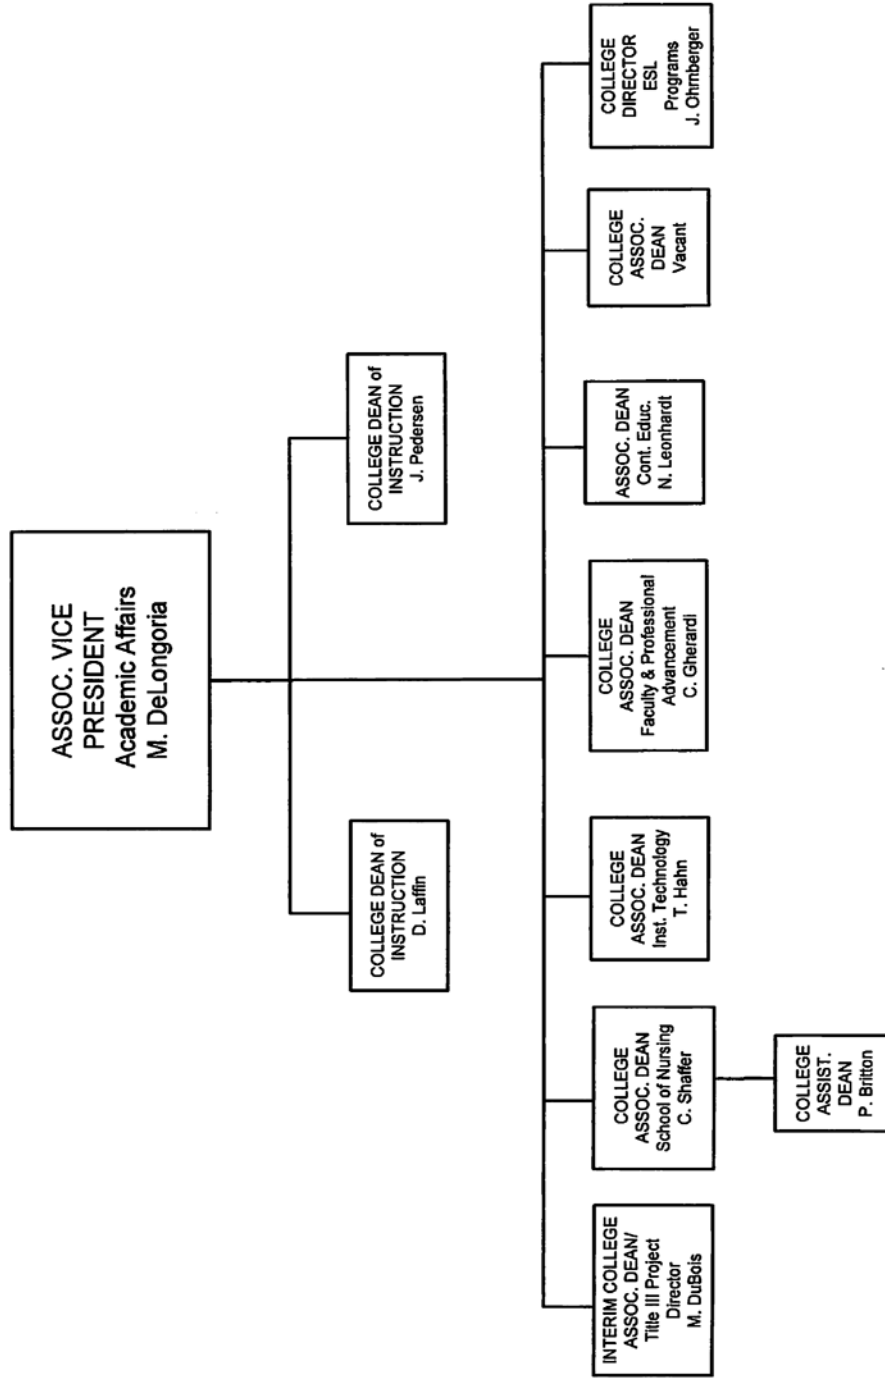 ASSOC. VICE
PRESIDENT
Academic Affairs
M. DeLongoria
COLLEGE DEAN of
INSTRUCTION
D. Laffin
COLLEGE DEAN of
INSTRUCTION
J. Pedersen
INTERIM COLLEGE
ASSOC. DEAN/
Title III Project
Director
M. DuBois
COLLEGE
ASSOC. DEAN
School of Nursing
C. Shaffer
COLLEGE
ASSOC. DEAN
Inst. Technology
T. Hahn
COLLEGE
ASSOC. DEAN
Faculty & Professional
Advancement
C. Gherardi
ASSOC. DEAN
Cont. Educ.
N. Leonhardt
COLLEGE
ASSOC.
DEAN
Vacant
COLLEGE
DIRECTOR
ESL
Programs
J. Ohrnberger
COLLEGE
ASSIST.
DEAN
P. Britton